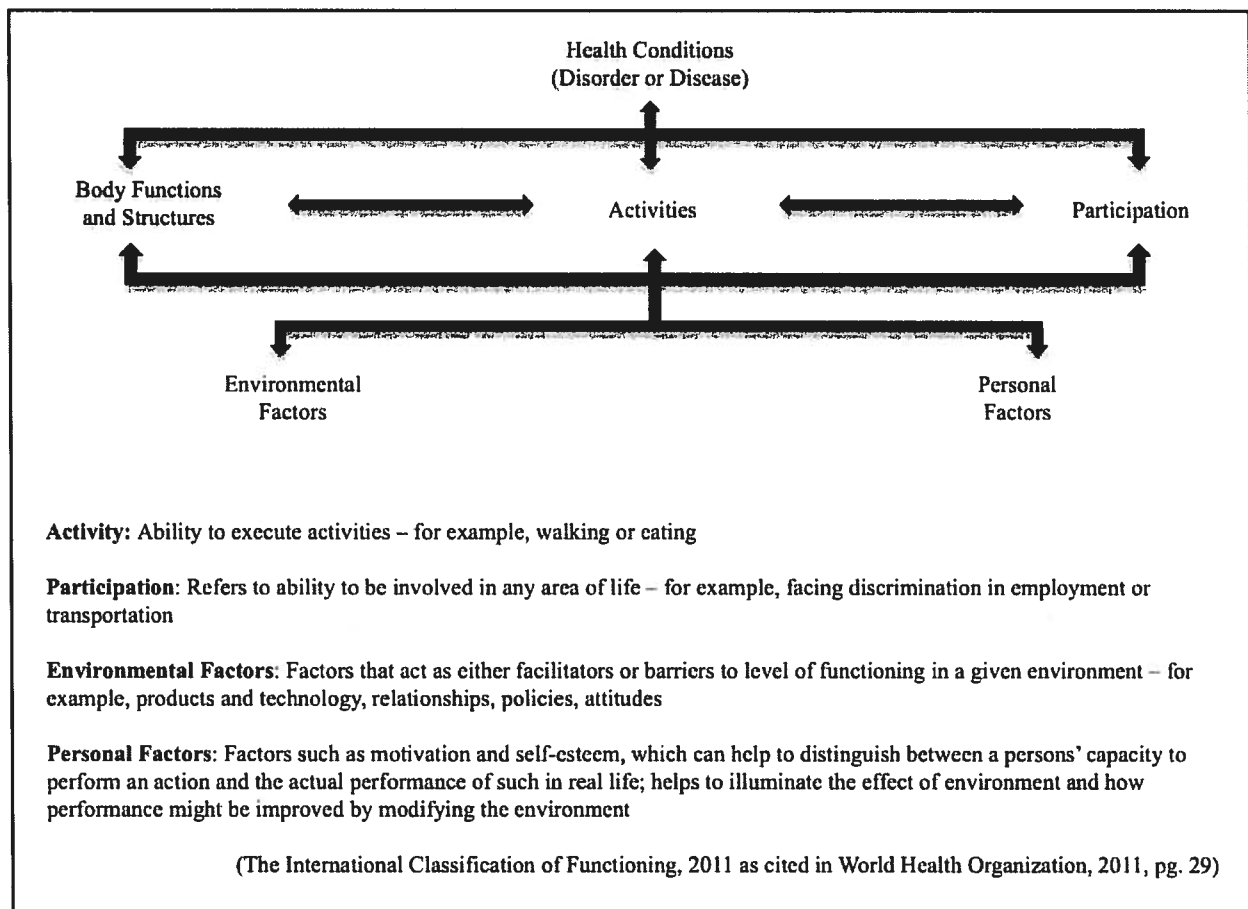 Health Conditions
(Disorder or Disease)
Body Functions
and Structures
Activities
Participation
Environmental
Factors
Personal
Factors
Activity: Ability to execute activities – for example, walking or eating
Participation: Refers to ability to be involved in any area of life – for example, facing discrimination in employment or
transportation
Environmental Factors: Factors that act as either facilitators or barriers to level of functioning in a given environment – for
example, products and technology, relationships, policies, attitudes
Personal Factors: Factors such as motivation and self-esteem, which can help to distinguish between a persons' capacity to
perform an action and the actual performance of such in real life; helps to illuminate the effect of environment and how
performance might be improved by modifying the environment
(The International Classification of Functioning, 2011 as cited in World Health Organization, 2011, pg. 29)